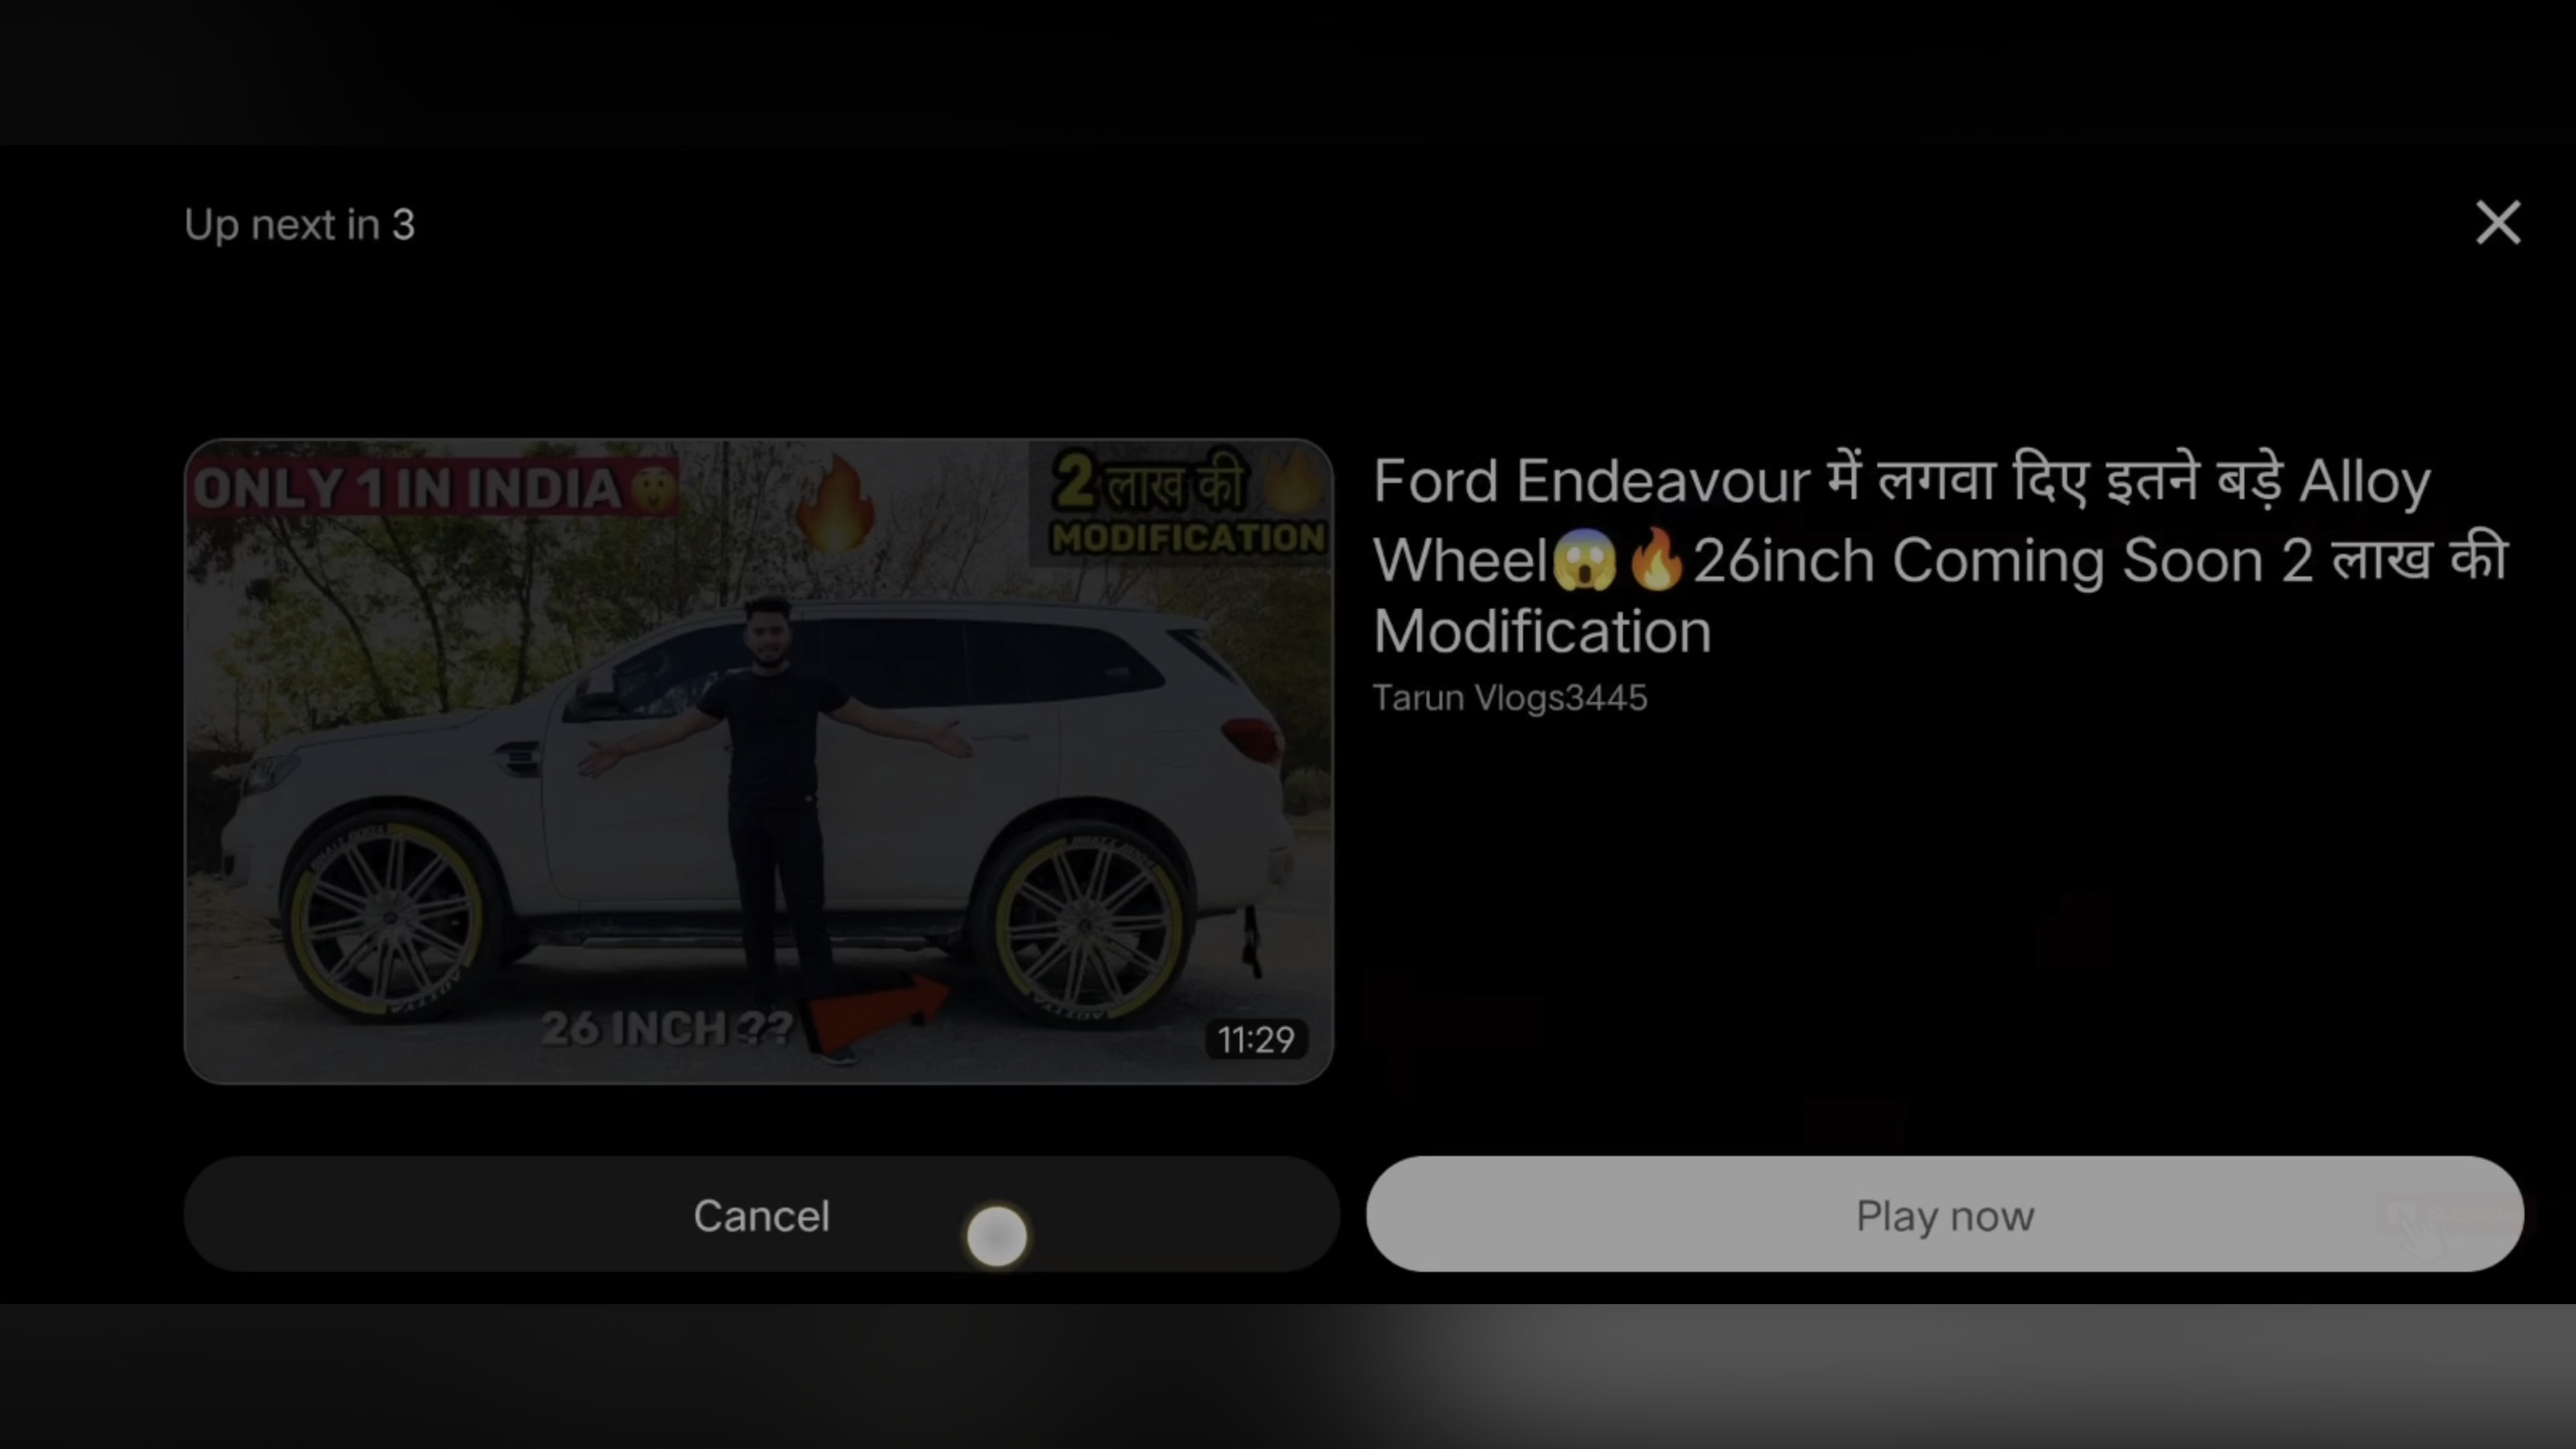 Up next in 3
ONLY 1 IN INDIA😲
2 लाख की
MODIFICATION
26 INCH ??
11:29
Ford Endeavour में लगवा दिए इतने बड़े Alloy
Wheel😱🔥26inch Coming Soon 2 लाख की
Modification
Tarun Vlogs3445
Cancel
Play now